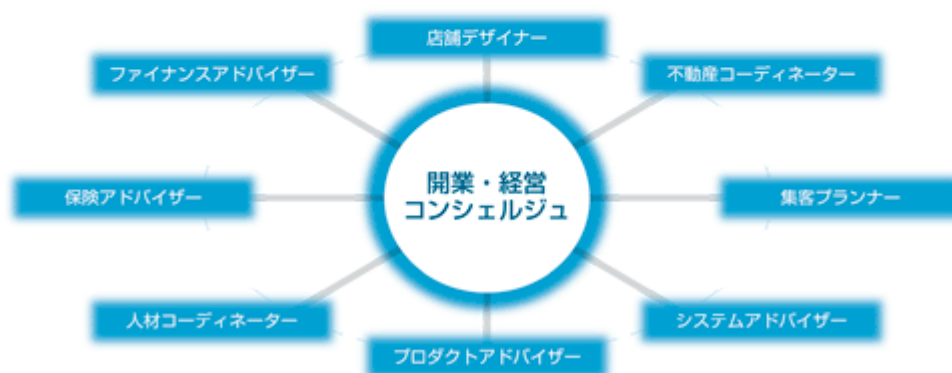 店舗デザイナー
ファイナンスアドバイザー
不動産コーディネーター
開業・経営
コンシェルジュ
保険アドバイザー
集客プランナー
人材コーディネーター
システムアドバイザー
プロダクトアドバイザー